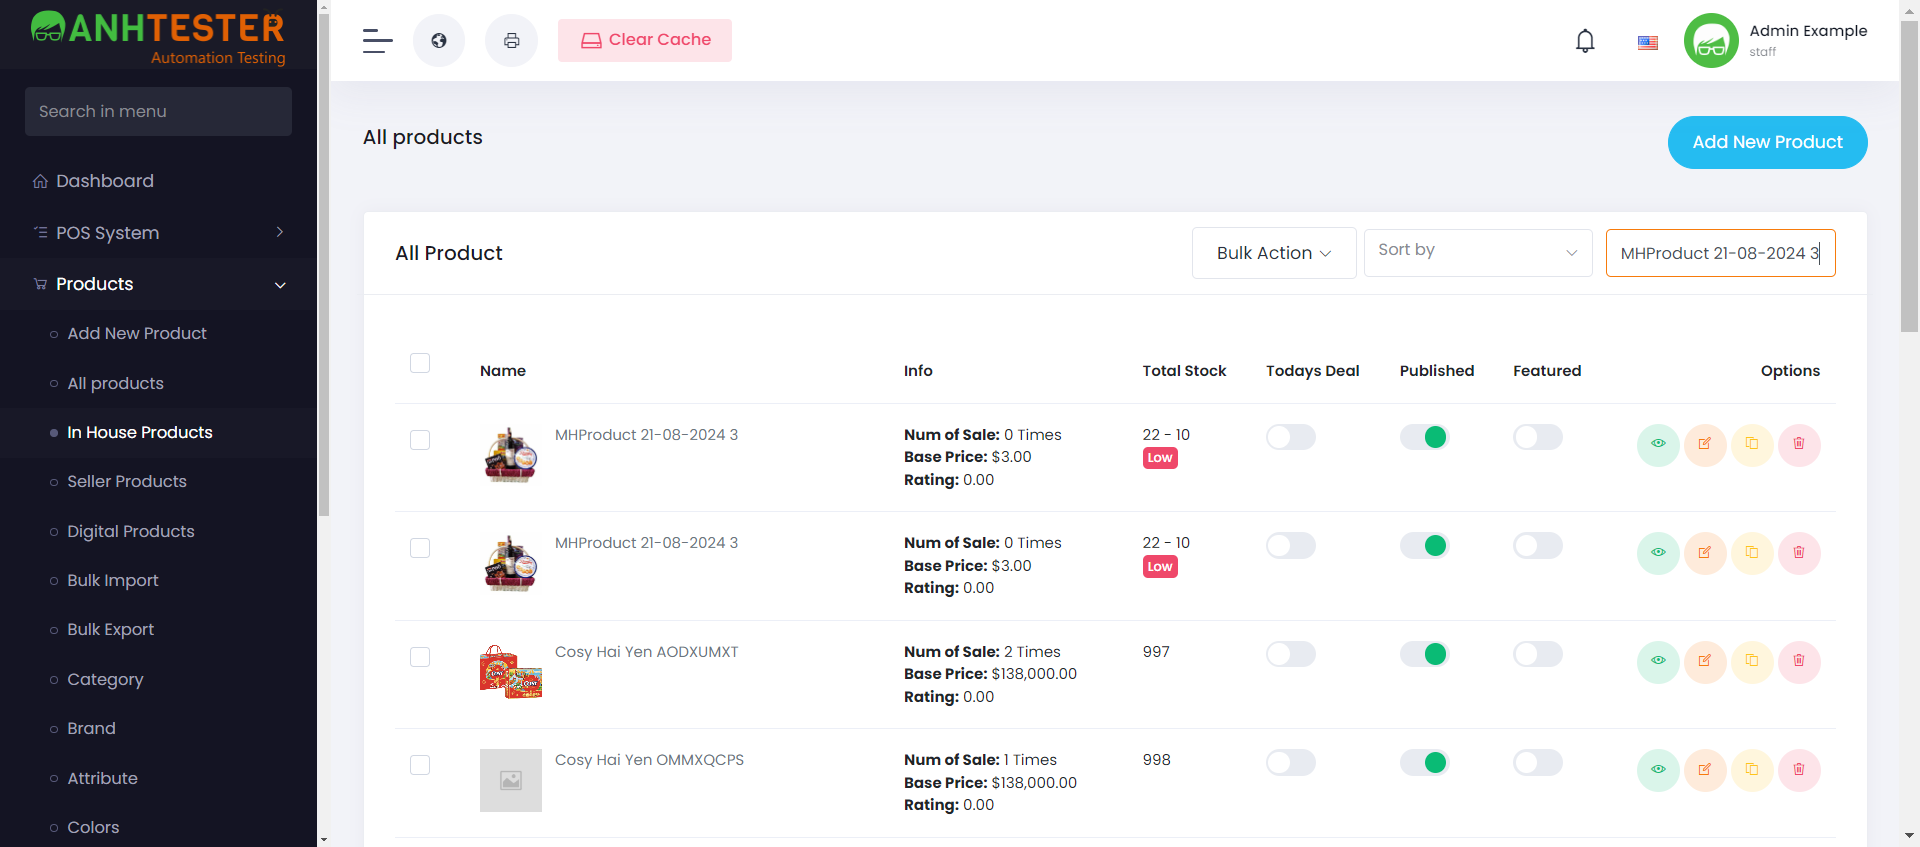 ANHTESTER
Automation Testing
Search in menu
Dashboard
POS System
Products
Add New Product
All products
In House Products
Seller Products
Digital Products
Bulk Import
Bulk Export
Category
Brand
Attribute
Colors
Clear Cache
Admin Example
staff
All products
Add New Product
All Product
Bulk Action
Sort by
MHProduct 21-08-2024 3
Name Info Total Stock Todays Deal Published Featured Options
MHProduct 21-08-2024 3
Num of Sale: 0 Times
Base Price: $3.00
Rating: 0.00
22 - 10
Low
MHProduct 21-08-2024 3
Num of Sale: 0 Times
Base Price: $3.00
Rating: 0.00
22 - 10
Low
Cosy Hai Yen AODXUMXT
Num of Sale: 2 Times
Base Price: $138,000.00
Rating: 0.00
997
Cosy Hai Yen OMMXQCPS
Num of Sale: 1 Times
Base Price: $138,000.00
Rating: 0.00
998